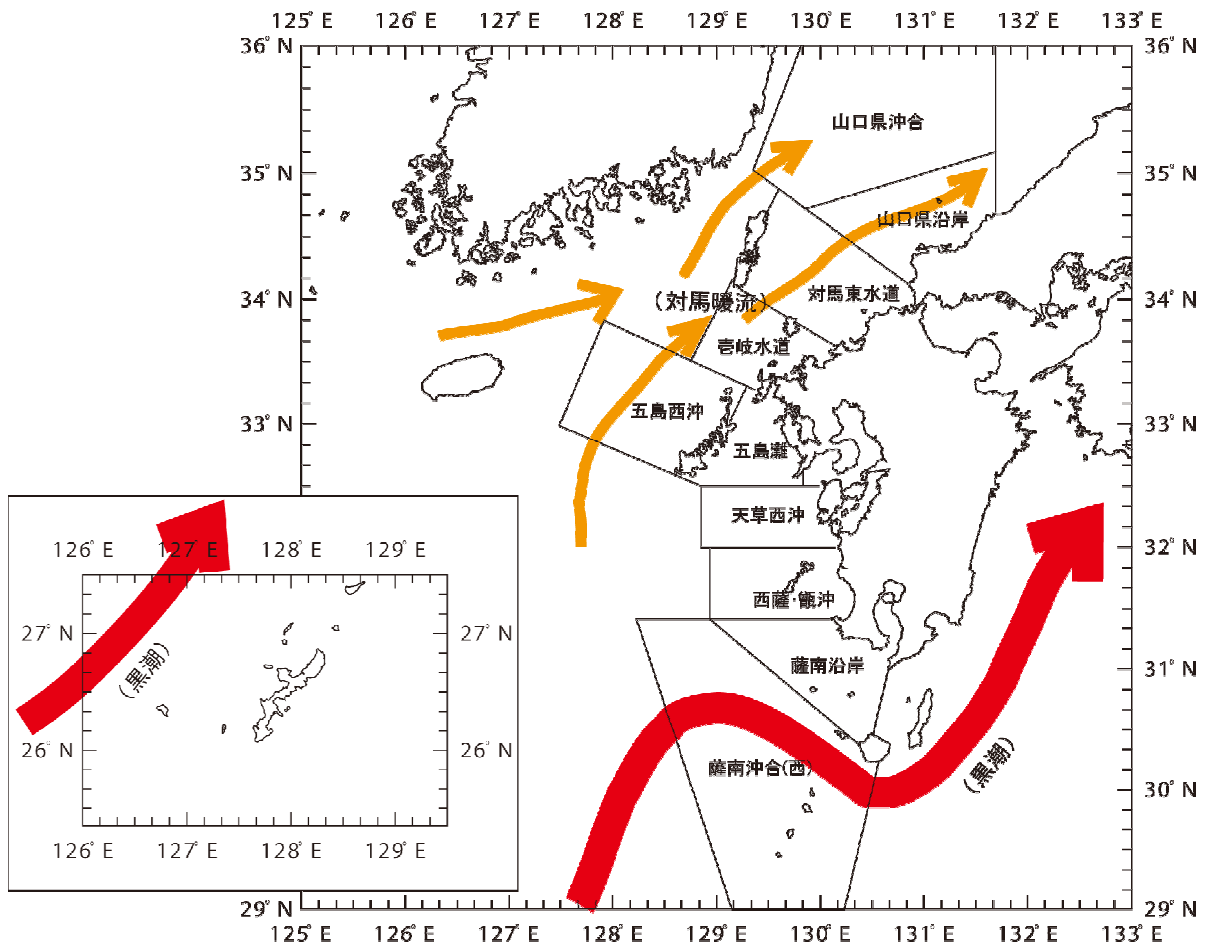 125° E 126° E 127° E 128° E 129° E 130° E 131° E 132° E 133° E
36° N 36° N
山口県沖合
35° N 35° N
山口県沿岸
34° N (対馬暖流) 対馬東水道 34° N
壱岐水道
五島西沖
33° N 33° N
五島灘
天草西沖
32° N
西薩・甑沖
31° N
薩南沿岸
薩南沖合(西)
(黒潮)
30° N
29° N 29° N
125° E 126° E 127° E 128° E 129° E 130° E 131° E 132° E 133° E
126° E 127° E 128° E 129° E
27° N 27° N
(黒潮)
26° N 26° N
126° E 127° E 128° E 129° E